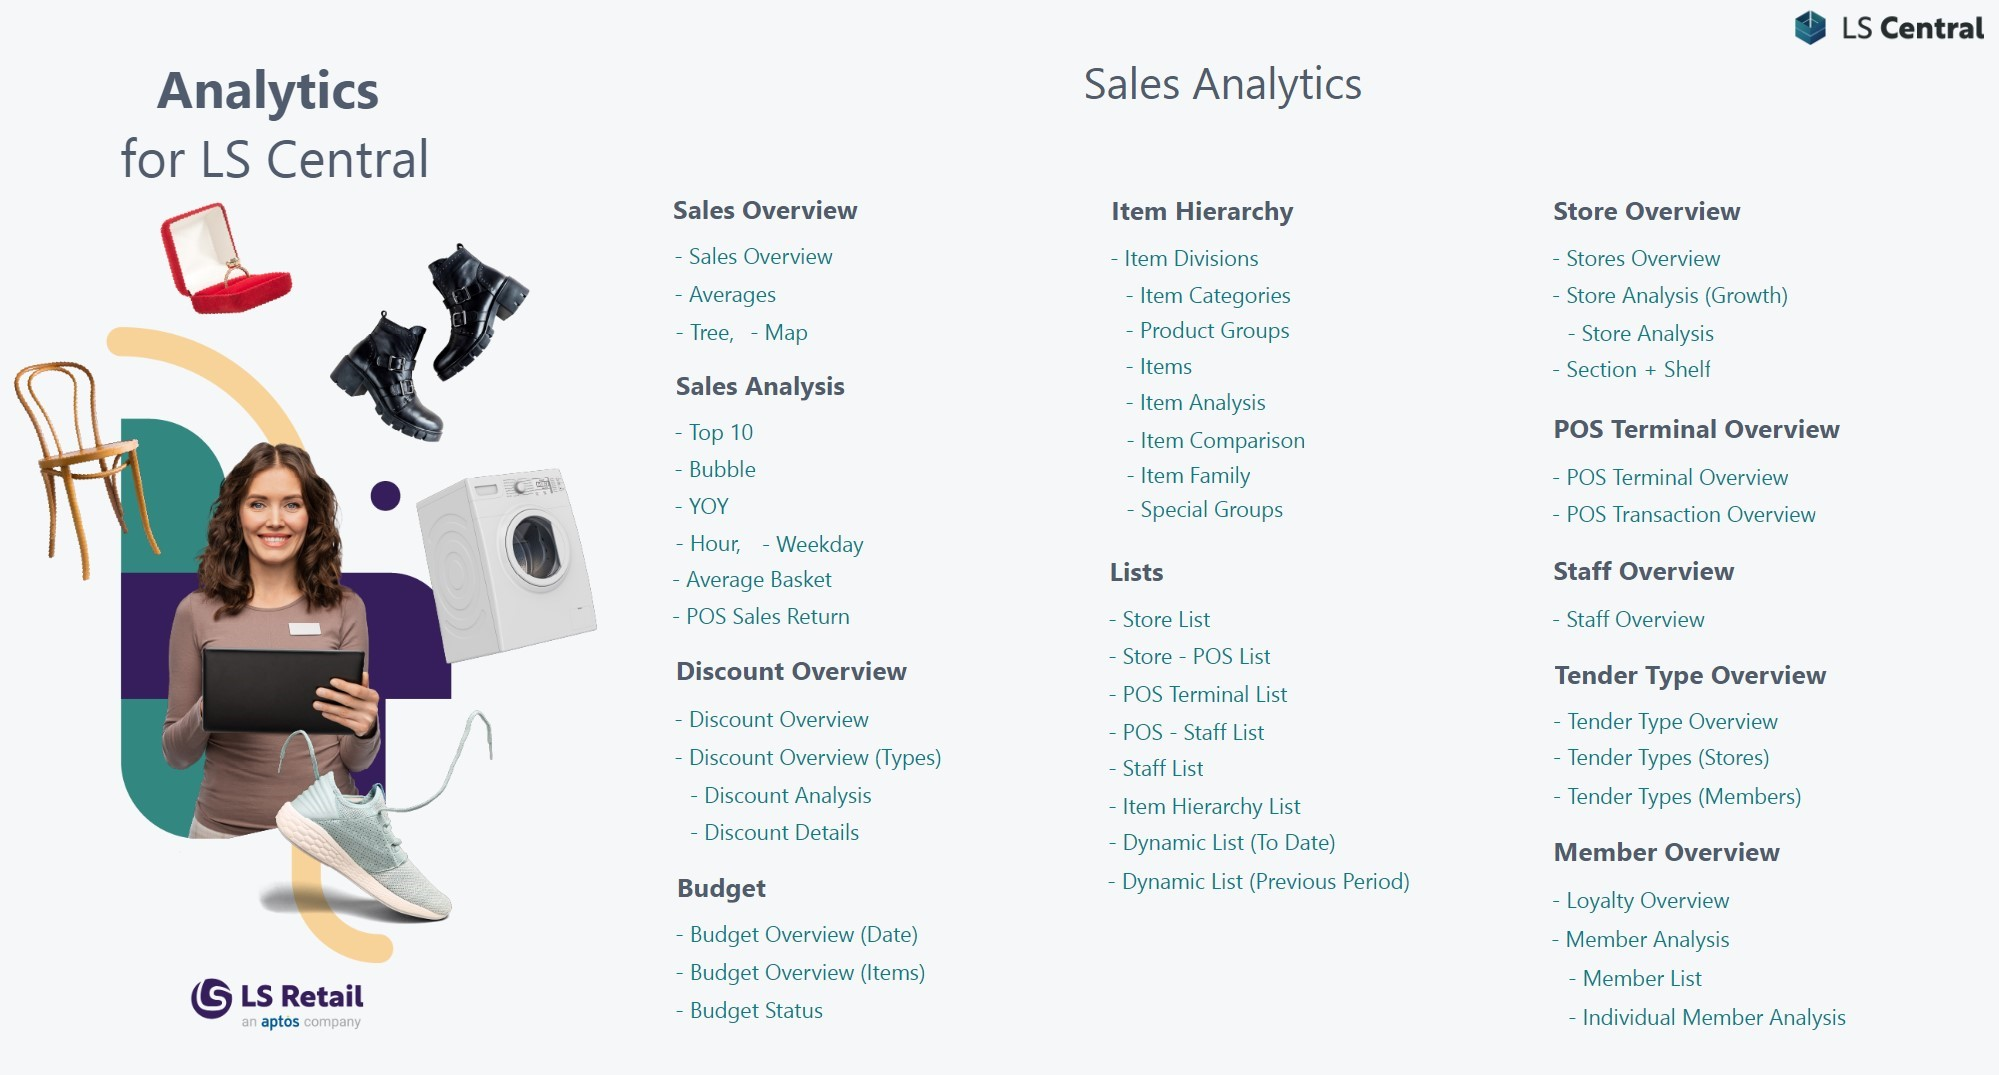 LS Central
Analytics
for LS Central
Sales Analytics
Sales Overview
- Sales Overview
- Averages
- Tree,   - Map
Sales Analysis
- Top 10
- Bubble
- YOY
- Hour,   - Weekday
- Average Basket
- POS Sales Return
Discount Overview
- Discount Overview
- Discount Overview (Types)
- Discount Analysis
- Discount Details
Budget
- Budget Overview (Date)
- Budget Overview (Items)
- Budget Status
Item Hierarchy
- Item Divisions
- Item Categories
- Product Groups
- Items
- Item Analysis
- Item Comparison
- Item Family
- Special Groups
Lists
- Store List
- Store - POS List
- POS Terminal List
- POS - Staff List
- Staff List
- Item Hierarchy List
- Dynamic List (To Date)
- Dynamic List (Previous Period)
Store Overview
- Stores Overview
- Store Analysis (Growth)
- Store Analysis
- Section + Shelf
POS Terminal Overview
- POS Terminal Overview
- POS Transaction Overview
Staff Overview
- Staff Overview
Tender Type Overview
- Tender Type Overview
- Tender Types (Stores)
- Tender Types (Members)
Member Overview
- Loyalty Overview
- Member Analysis
- Member List
- Individual Member Analysis
LS Retail
an aptos company